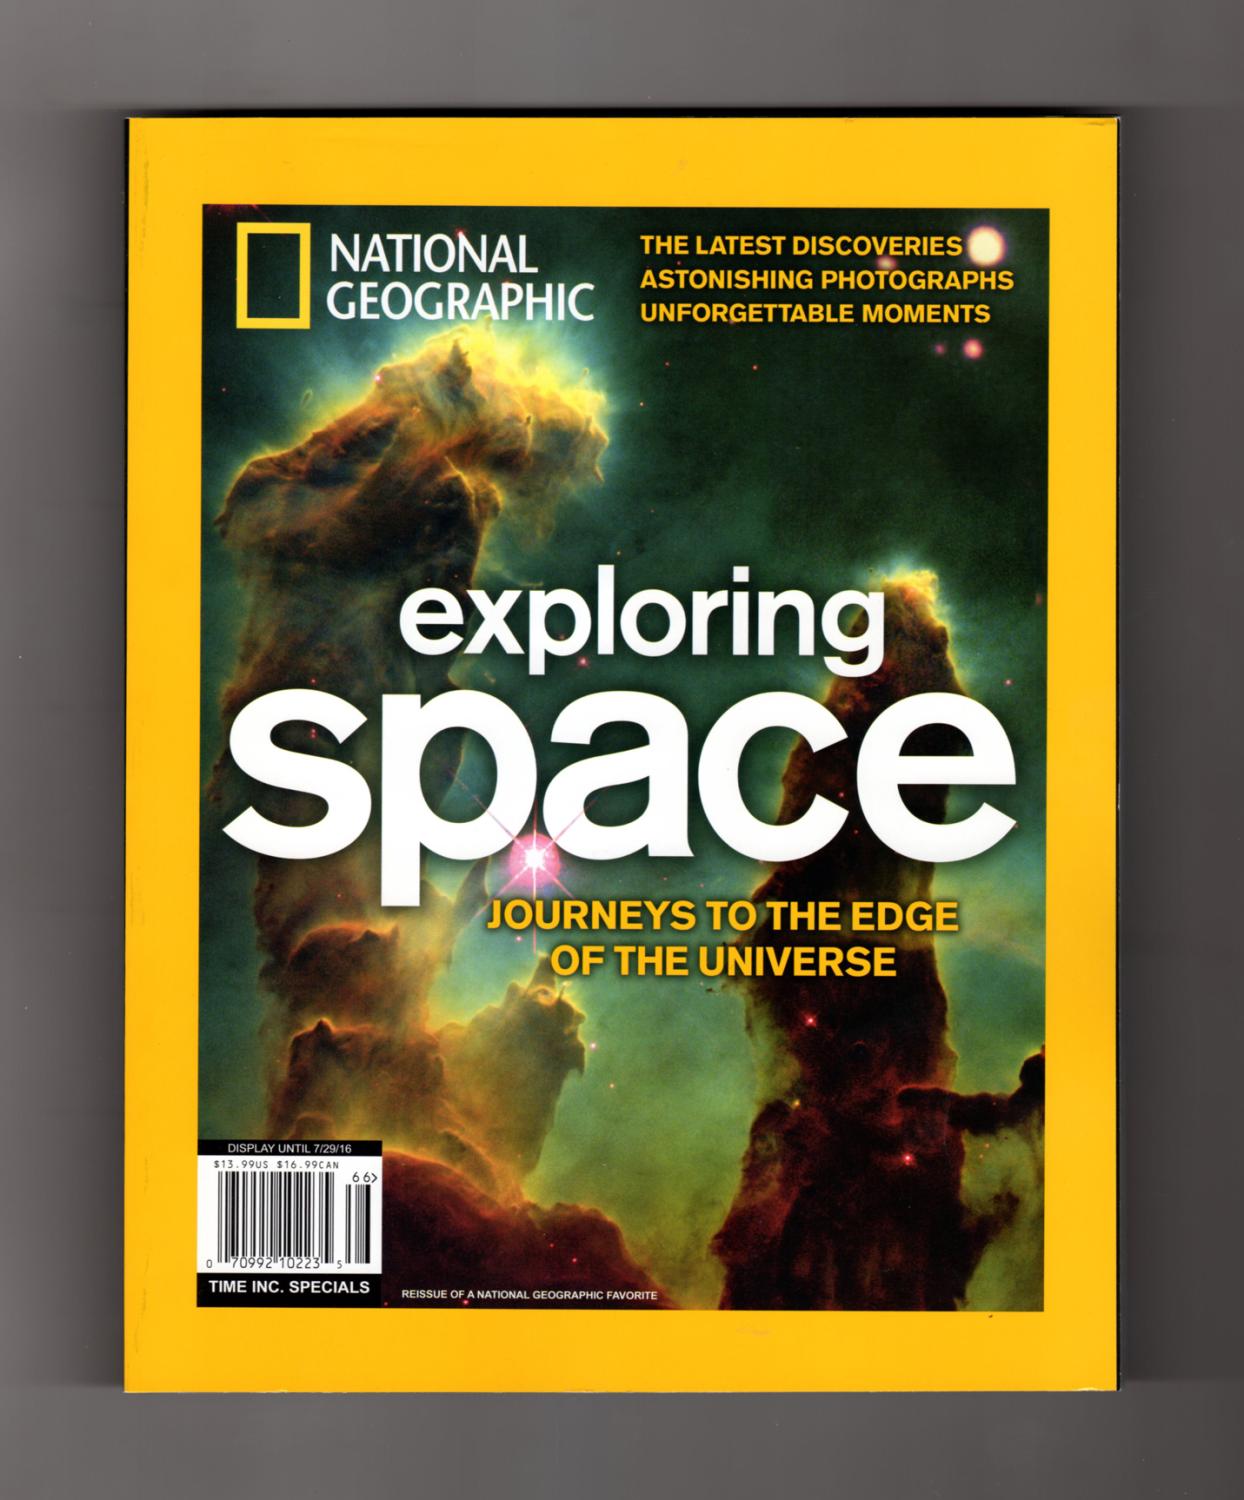 NATIONAL
GEOGRAPHIC
THE LATEST DISCOVERIES
ASTONISHING PHOTOGRAPHS
UNFORGETTABLE MOMENTS
exploring
space
JOURNEYS TO THE EDGE
OF THE UNIVERSE
DISPLAY UNTIL 7/29/16
$13.99US $16.99CAN
66>
0 70992 10223 5
TIME INC. SPECIALS
REISSUE OF A NATIONAL GEOGRAPHIC FAVORITE